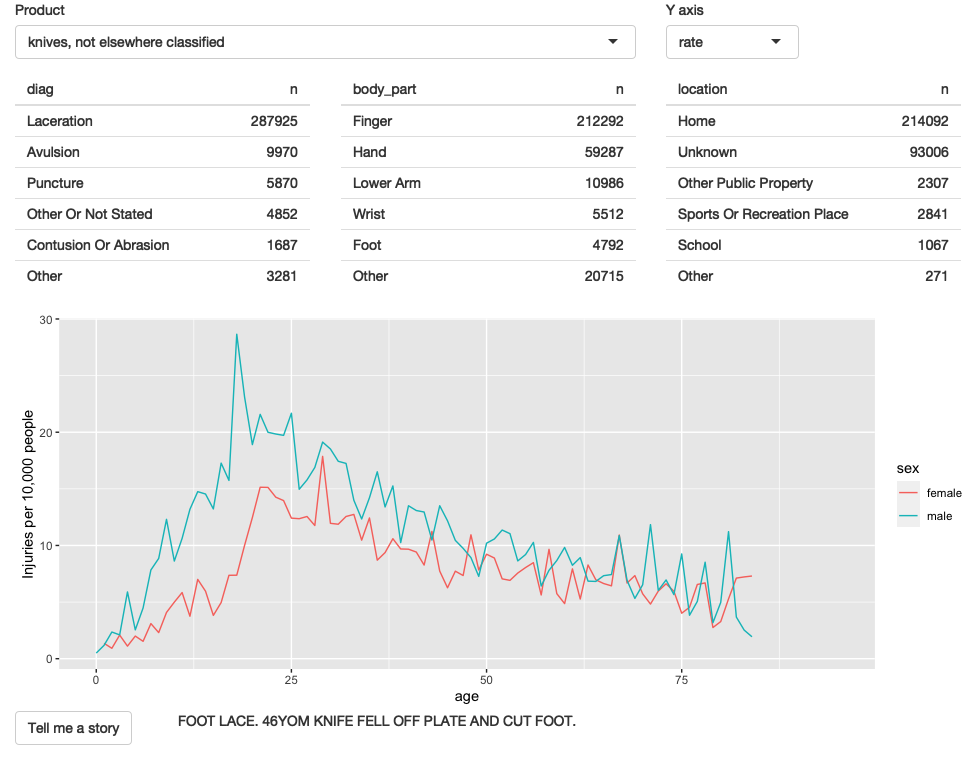 Product Y axis
knives, not elsewhere classified rate
diag n body_part n location n
Laceration 287925 Finger 212292 Home 214092
Avulsion 9970 Hand 59287 Unknown 93006
Puncture 5870 Lower Arm 10986 Other Public Property 2307
Other Or Not Stated 4852 Wrist 5512 Sports Or Recreation Place 2841
Contusion Or Abrasion 1687 Foot 4792 School 1067
Other 3281 Other 20715 Other 271
30
20
10
0
Injuries per 10,000 people
0 25 50 75
age
sex
female
male
Tell me a story FOOT LACE. 46YOM KNIFE FELL OFF PLATE AND CUT FOOT.